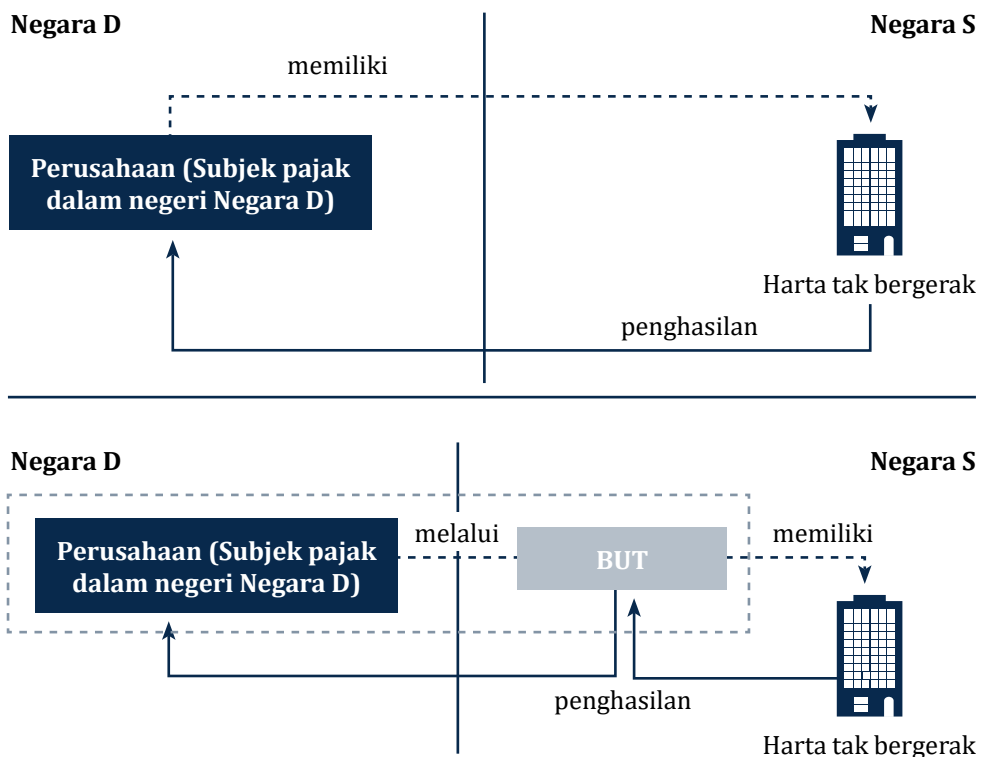 Negara D
Negara S
memiliki
Perusahaan (Subjek pajak
dalam negeri Negara D)
Harta tak bergerak
penghasilan
Negara D
Negara S
melalui
memiliki
Perusahaan (Subjek pajak
dalam negeri Negara D)
BUT
penghasilan
Harta tak bergerak